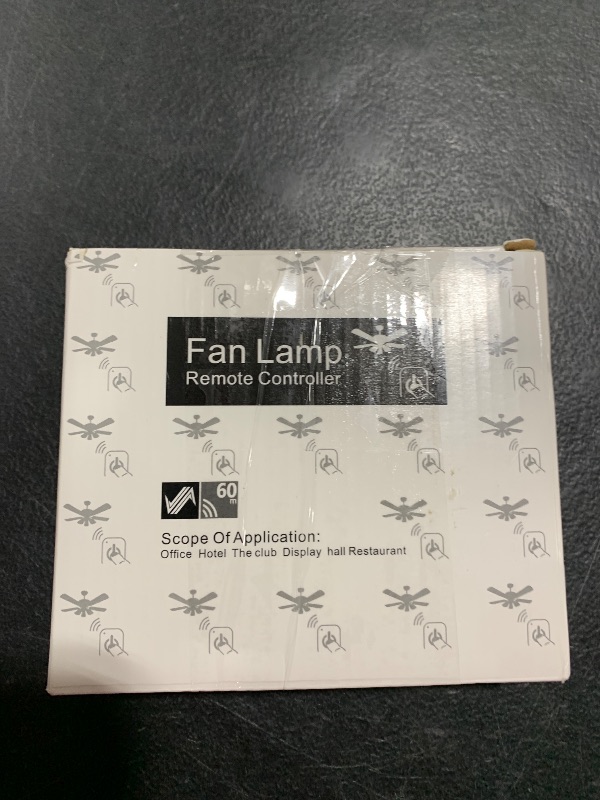 Fan Lamp
Remote Controller
60
m
Scope Of Application:
Office Hotel The club Display hall Restaurant